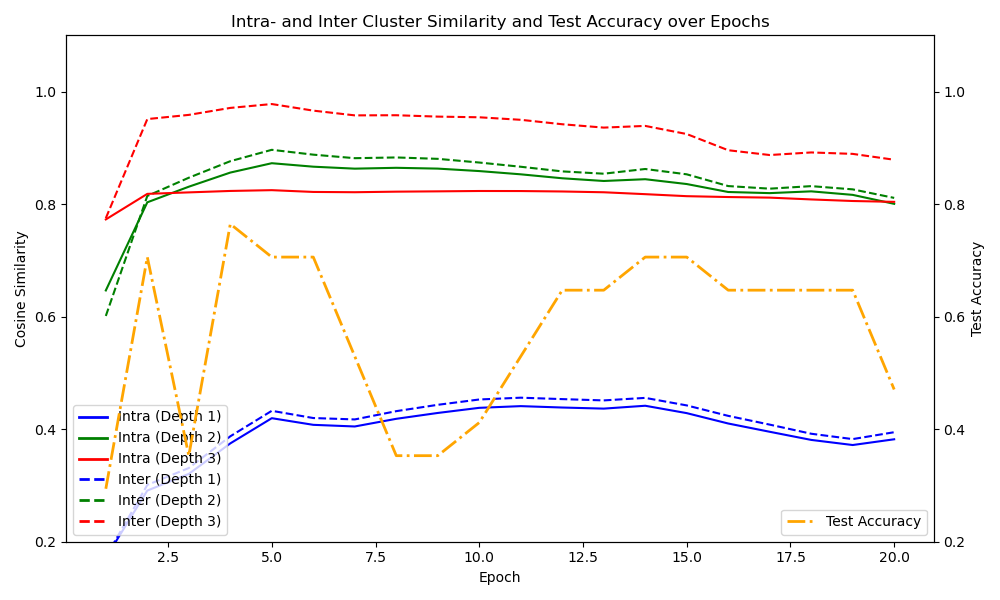 Intra- and Inter Cluster Similarity and Test Accuracy over Epochs
1.0
0.8
0.6
0.4
0.2
Cosine Similarity
1.0
0.8
0.6
0.4
0.2
Test Accuracy
Intra (Depth 1)
Intra (Depth 2)
Intra (Depth 3)
Inter (Depth 1)
Inter (Depth 2)
Inter (Depth 3)
Test Accuracy
2.5 5.0 7.5 10.0 12.5 15.0 17.5 20.0
Epoch